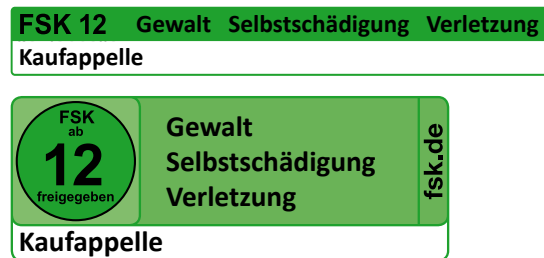 FSK 12 Gewalt Selbstschädigung Verletzung
Kaufappelle
FSK
ab
12
freigegeben
Gewalt
Selbstschädigung
Verletzung
fsk.de
Kaufappelle